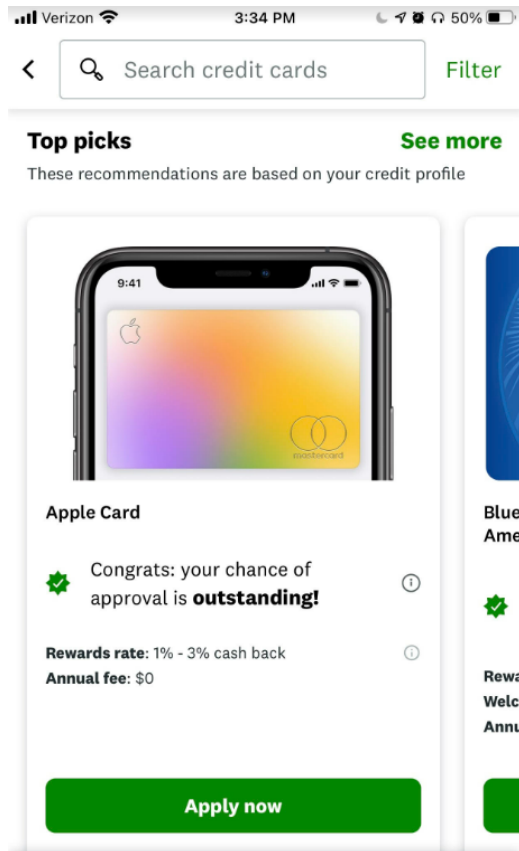 Verizon 3:34 PM 50%
Search credit cards Filter
Top picks See more
These recommendations are based on your credit profile
9:41
mastercard
Apple Card
Congrats: your chance of
approval is outstanding!
Rewards rate: 1% - 3% cash back
Annual fee: $0
Apply now
Blue
Ame
Rewa
Welc
Annu